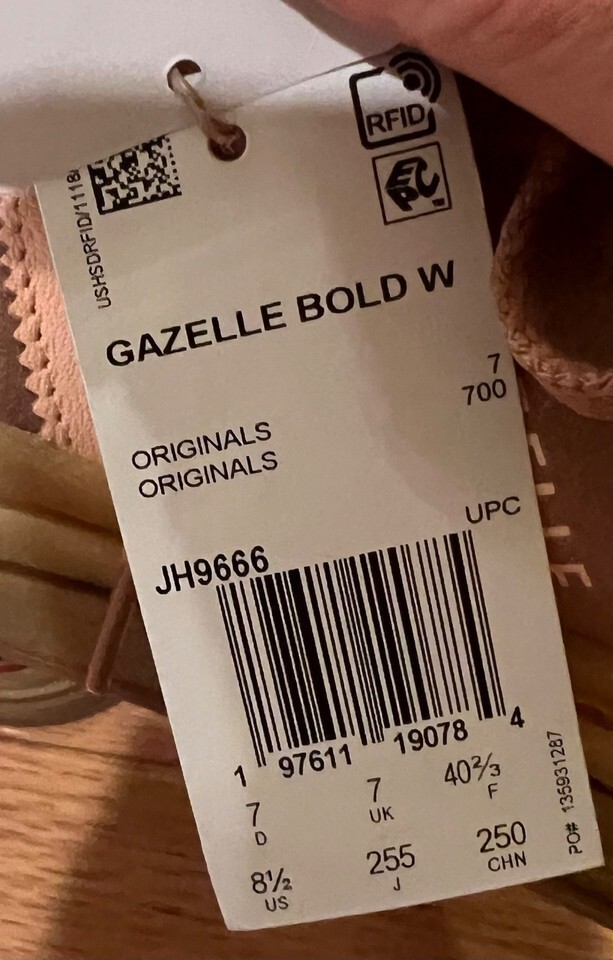 RFID
EPC
USHSDRFID/1118
GAZELLE BOLD W
7
700
ORIGINALS
ORIGINALS
UPC
JH9666
1 97611 19078 4
7 7 40⅔
D UK F
8½ 255 250
US J CHN
PO# 135931287